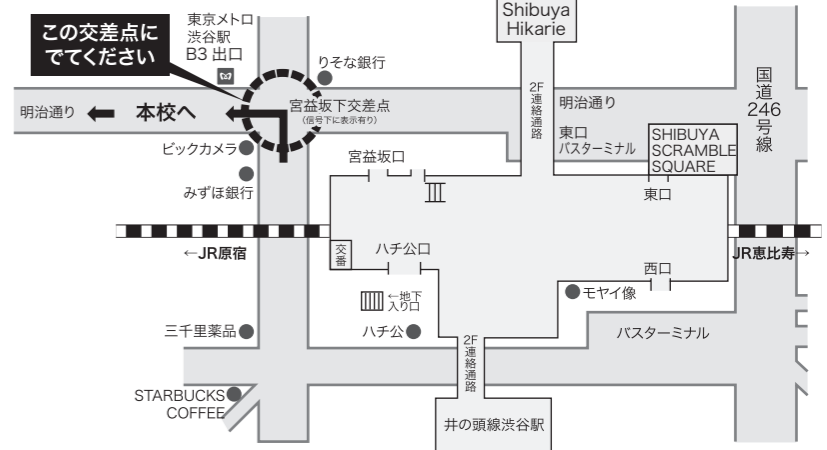 Shibuya
Hikarie
この交差点に
でてください
東京メトロ
渋谷駅
B3 出口
りそな銀行
2F連絡通路
国道246号線
明治通り
本校へ
宮益坂下交差点
(信号下に表示有り)
明治通り
東口
バスターミナル
SHIBUYA
SCRAMBLE
SQUARE
ビックカメラ
宮益坂口
みずほ銀行
東口
←JR原宿
交番
ハチ公口
JR恵比寿→
西口
←地下
入り口
モヤイ像
三千里薬品
ハチ公
2F連絡通路
バスターミナル
STARBUCKS
COFFEE
井の頭線渋谷駅